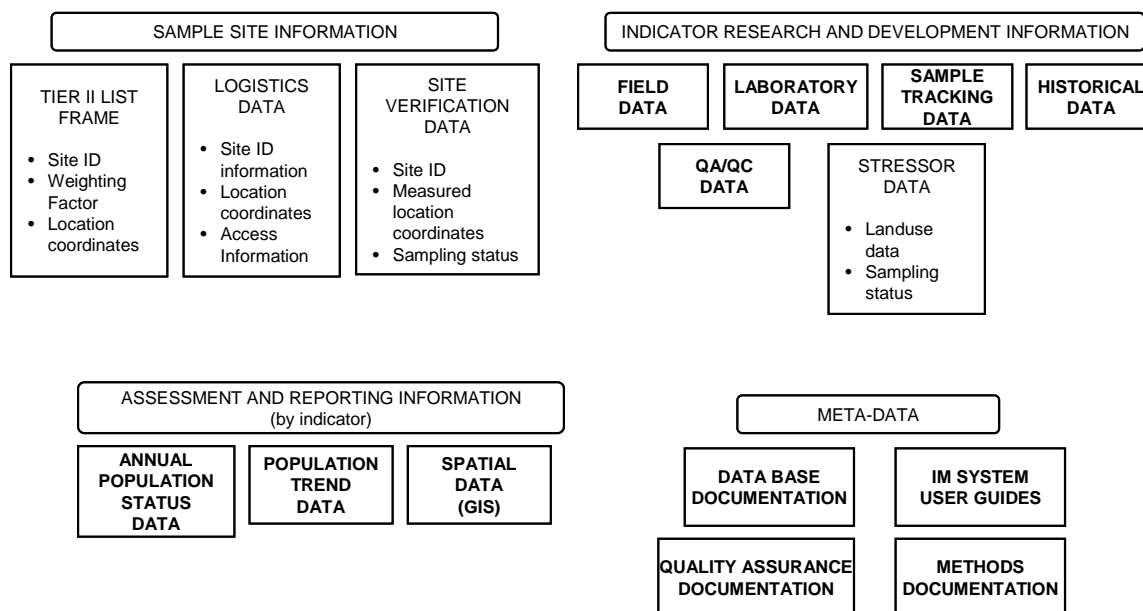 SAMPLE SITE INFORMATION
TIER II LIST
FRAME
• Site ID
• Weighting
Factor
• Location
coordinates
LOGISTICS
DATA
• Site ID
information
• Location
coordinates
• Access
Information
SITE
VERIFICATION
DATA
• Site ID
• Measured
location
coordinates
• Sampling status
INDICATOR RESEARCH AND DEVELOPMENT INFORMATION
FIELD
DATA
LABORATORY
DATA
SAMPLE
TRACKING
DATA
HISTORICAL
DATA
QA/QC
DATA
STRESSOR
DATA
• Landuse
data
• Sampling
status
ASSESSMENT AND REPORTING INFORMATION
(by indicator)
ANNUAL
POPULATION
STATUS
DATA
POPULATION
TREND
DATA
SPATIAL
DATA
(GIS)
META-DATA
DATA BASE
DOCUMENTATION
IM SYSTEM
USER GUIDES
QUALITY ASSURANCE
DOCUMENTATION
METHODS
DOCUMENTATION